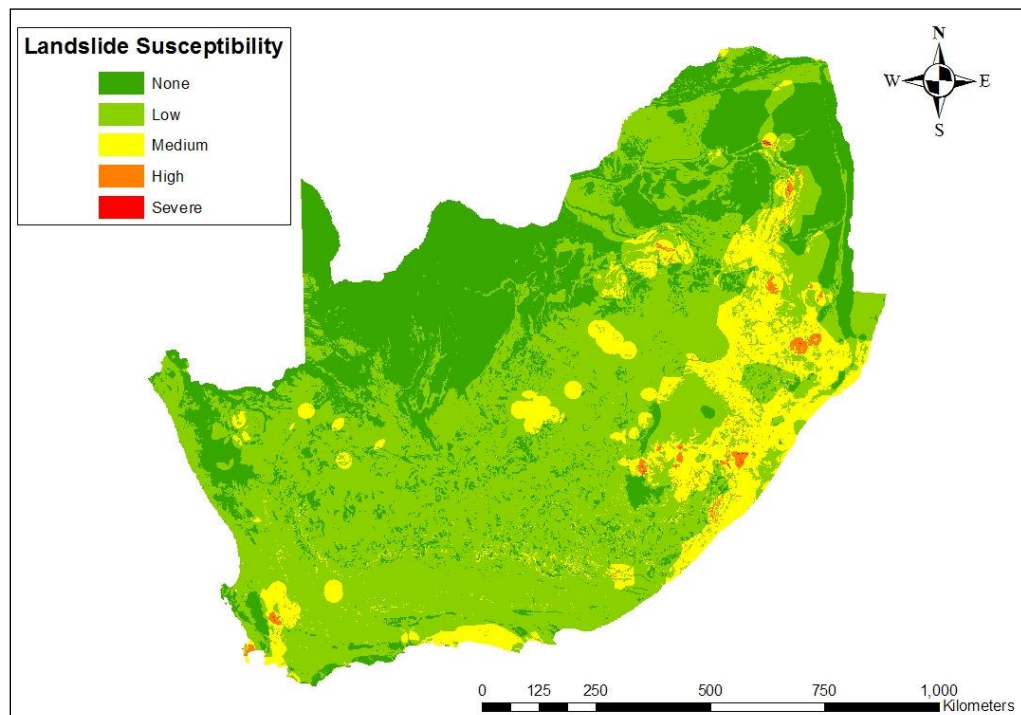 Landslide Susceptibility
None
Low
Medium
High
Severe
N
W E
S
0 125 250 500 750 1,000
Kilometers